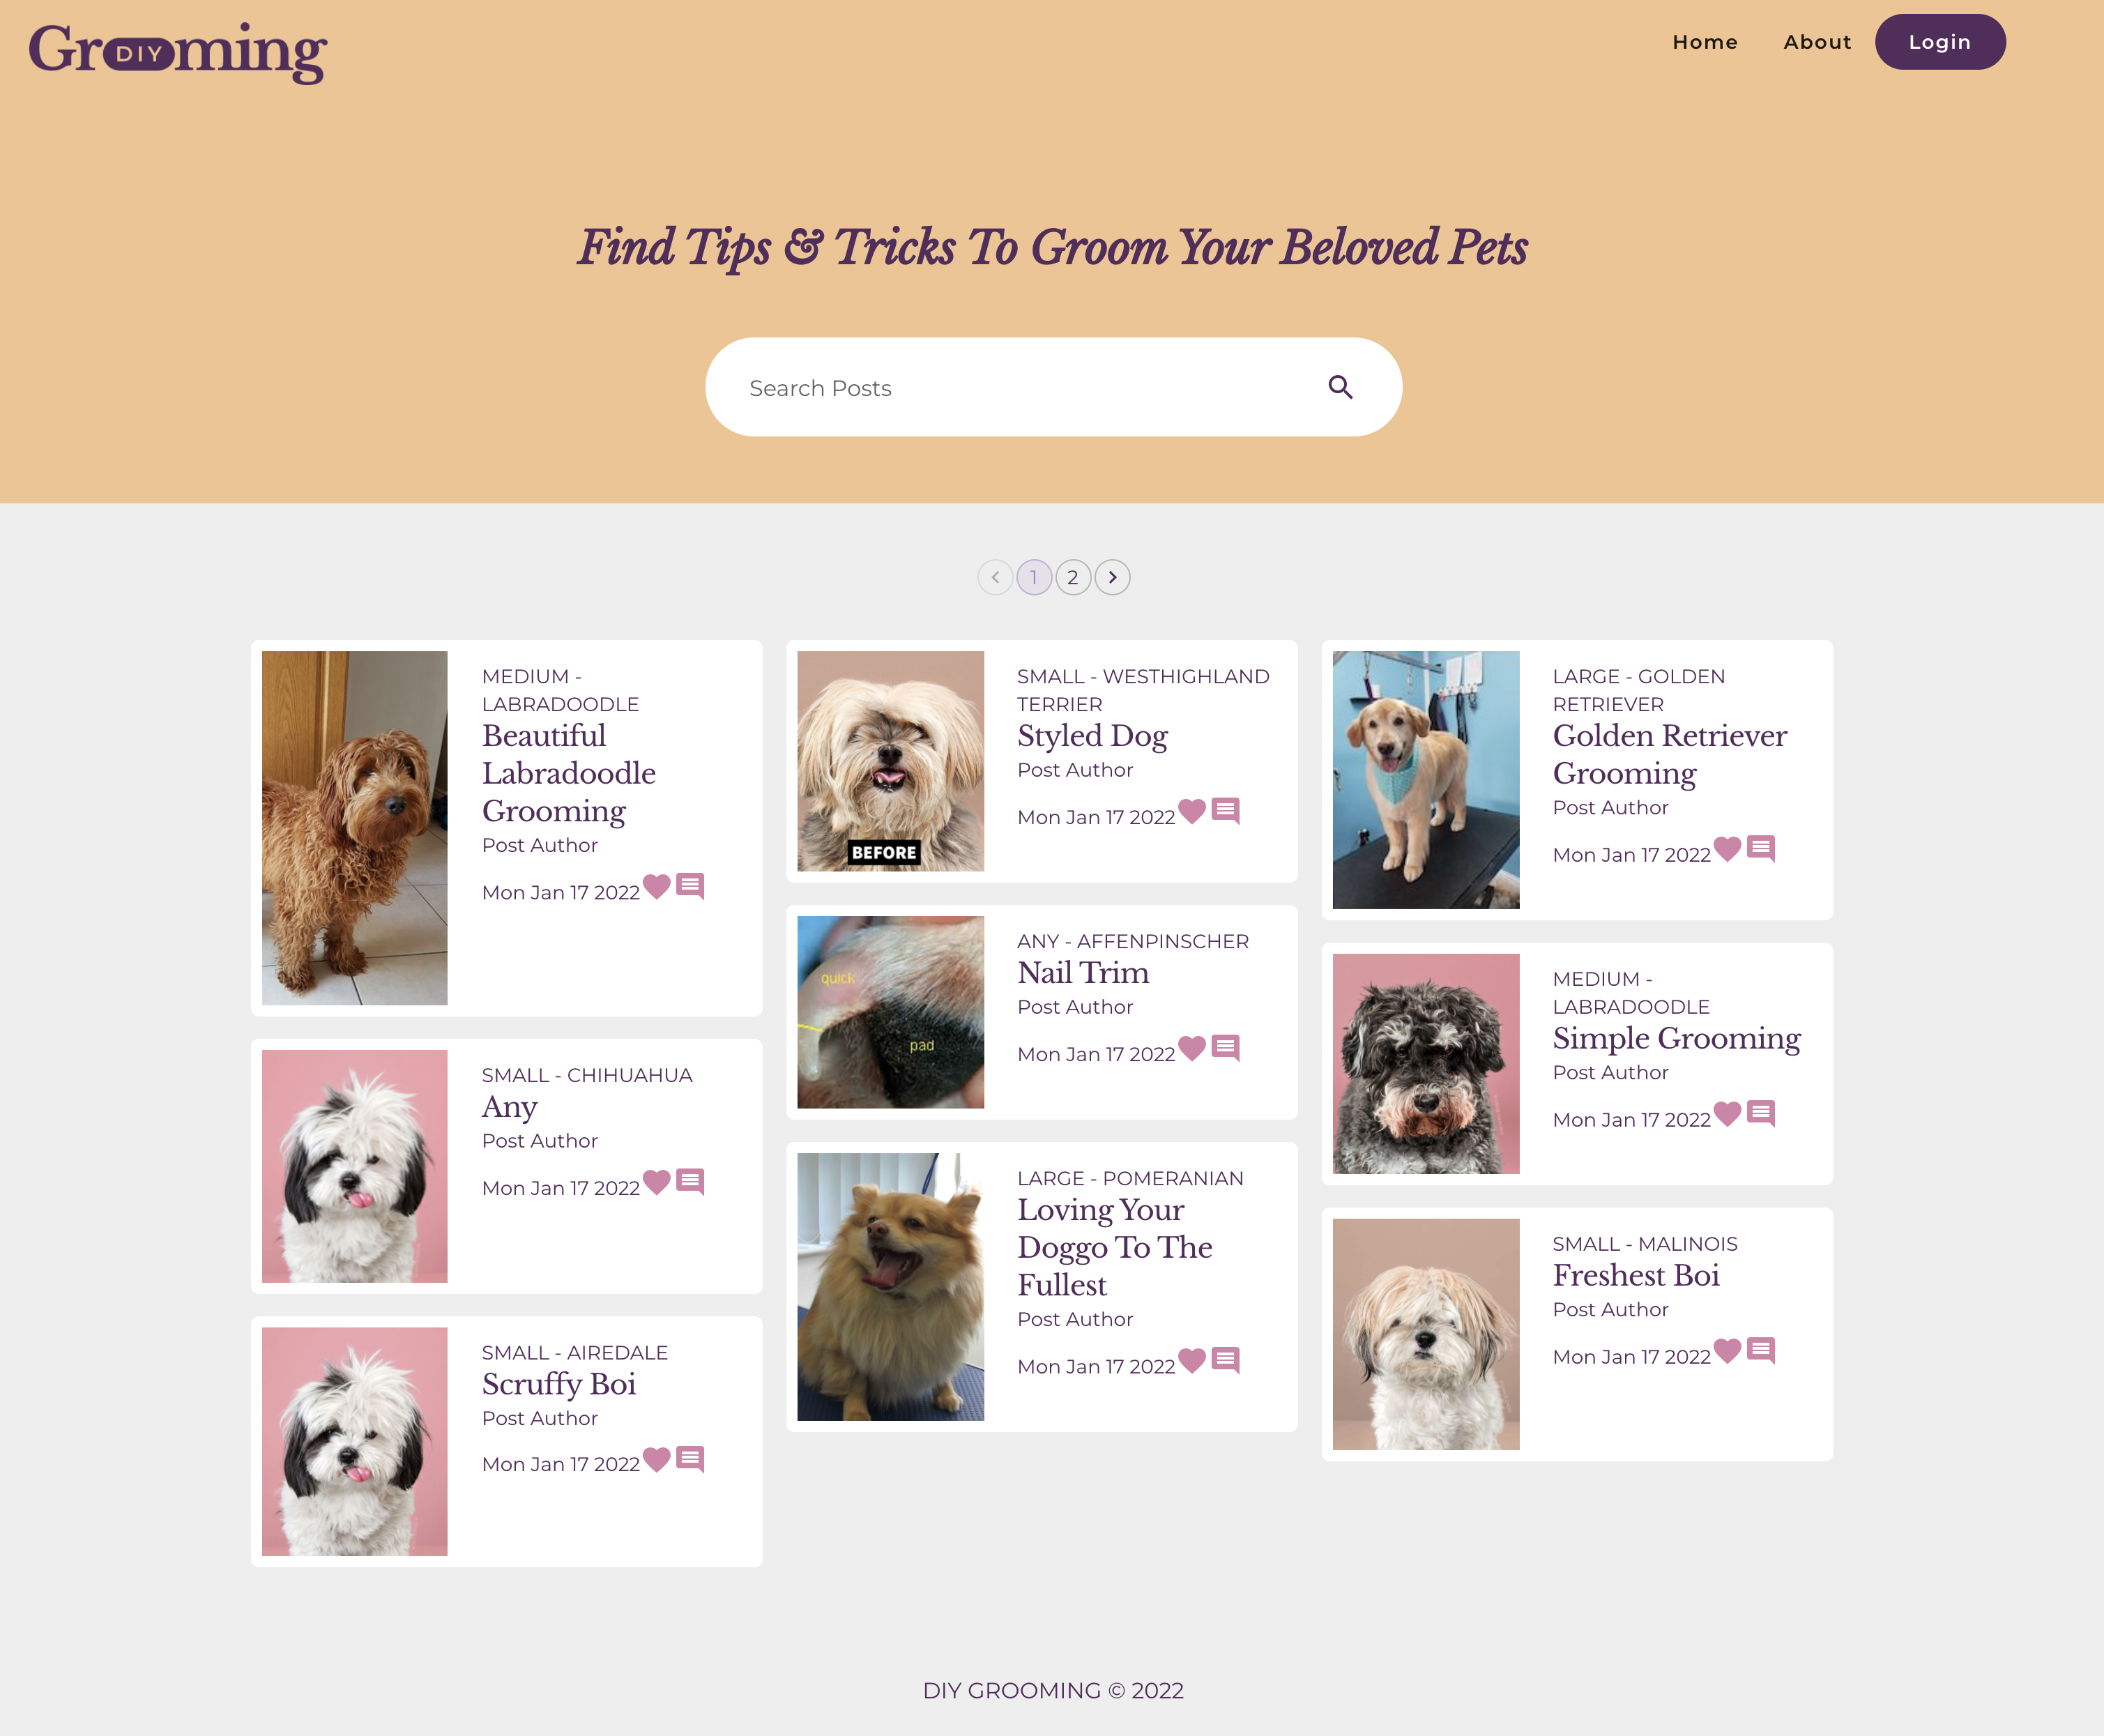 Grooming
DIY
Home
About
Login
Find Tips & Tricks To Groom Your Beloved Pets
Search Posts
1
2
MEDIUM -
LABRADOODLE
Beautiful
Labradoodle
Grooming
Post Author
Mon Jan 17 2022
SMALL - CHIHUAHUA
Any
Post Author
Mon Jan 17 2022
SMALL - AIREDALE
Scruffy Boi
Post Author
Mon Jan 17 2022
BEFORE
SMALL - WESTHIGHLAND
TERRIER
Styled Dog
Post Author
Mon Jan 17 2022
quick
pad
ANY - AFFENPINSCHER
Nail Trim
Post Author
Mon Jan 17 2022
LARGE - POMERANIAN
Loving Your
Doggo To The
Fullest
Post Author
Mon Jan 17 2022
LARGE - GOLDEN
RETRIEVER
Golden Retriever
Grooming
Post Author
Mon Jan 17 2022
MEDIUM -
LABRADOODLE
Simple Grooming
Post Author
Mon Jan 17 2022
SMALL - MALINOIS
Freshest Boi
Post Author
Mon Jan 17 2022
DIY GROOMING © 2022